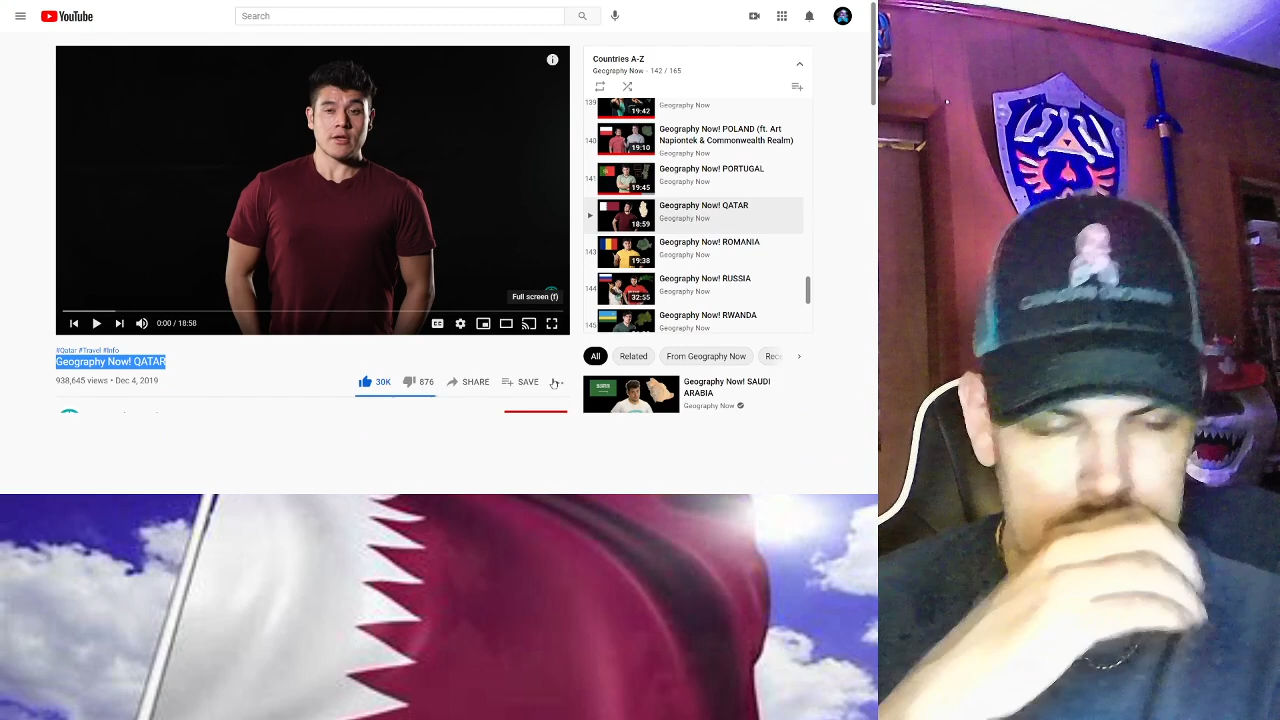 YouTube
Search
Countries A-Z
Geography Now - 142 / 165
139
19:42
Geography Now
140
19:10
Geography Now! POLAND (ft. Art
Napiontek & Commonwealth Realm)
Geography Now
141
19:45
Geography Now! PORTUGAL
Geography Now
18:59
Geography Now! QATAR
Geography Now
143
19:38
Geography Now! ROMANIA
Geography Now
144
32:55
Geography Now! RUSSIA
Geography Now
145
Geography Now! RWANDA
Geography Now
Full screen (f)
0:00 / 18:58
CC
#Qatar #Travel #Info
Geography Now! QATAR
938,645 views • Dec 4, 2019
30K
876
SHARE
SAVE
All
Related
From Geography Now
Geography Now! SAUDI
ARABIA
Geography Now